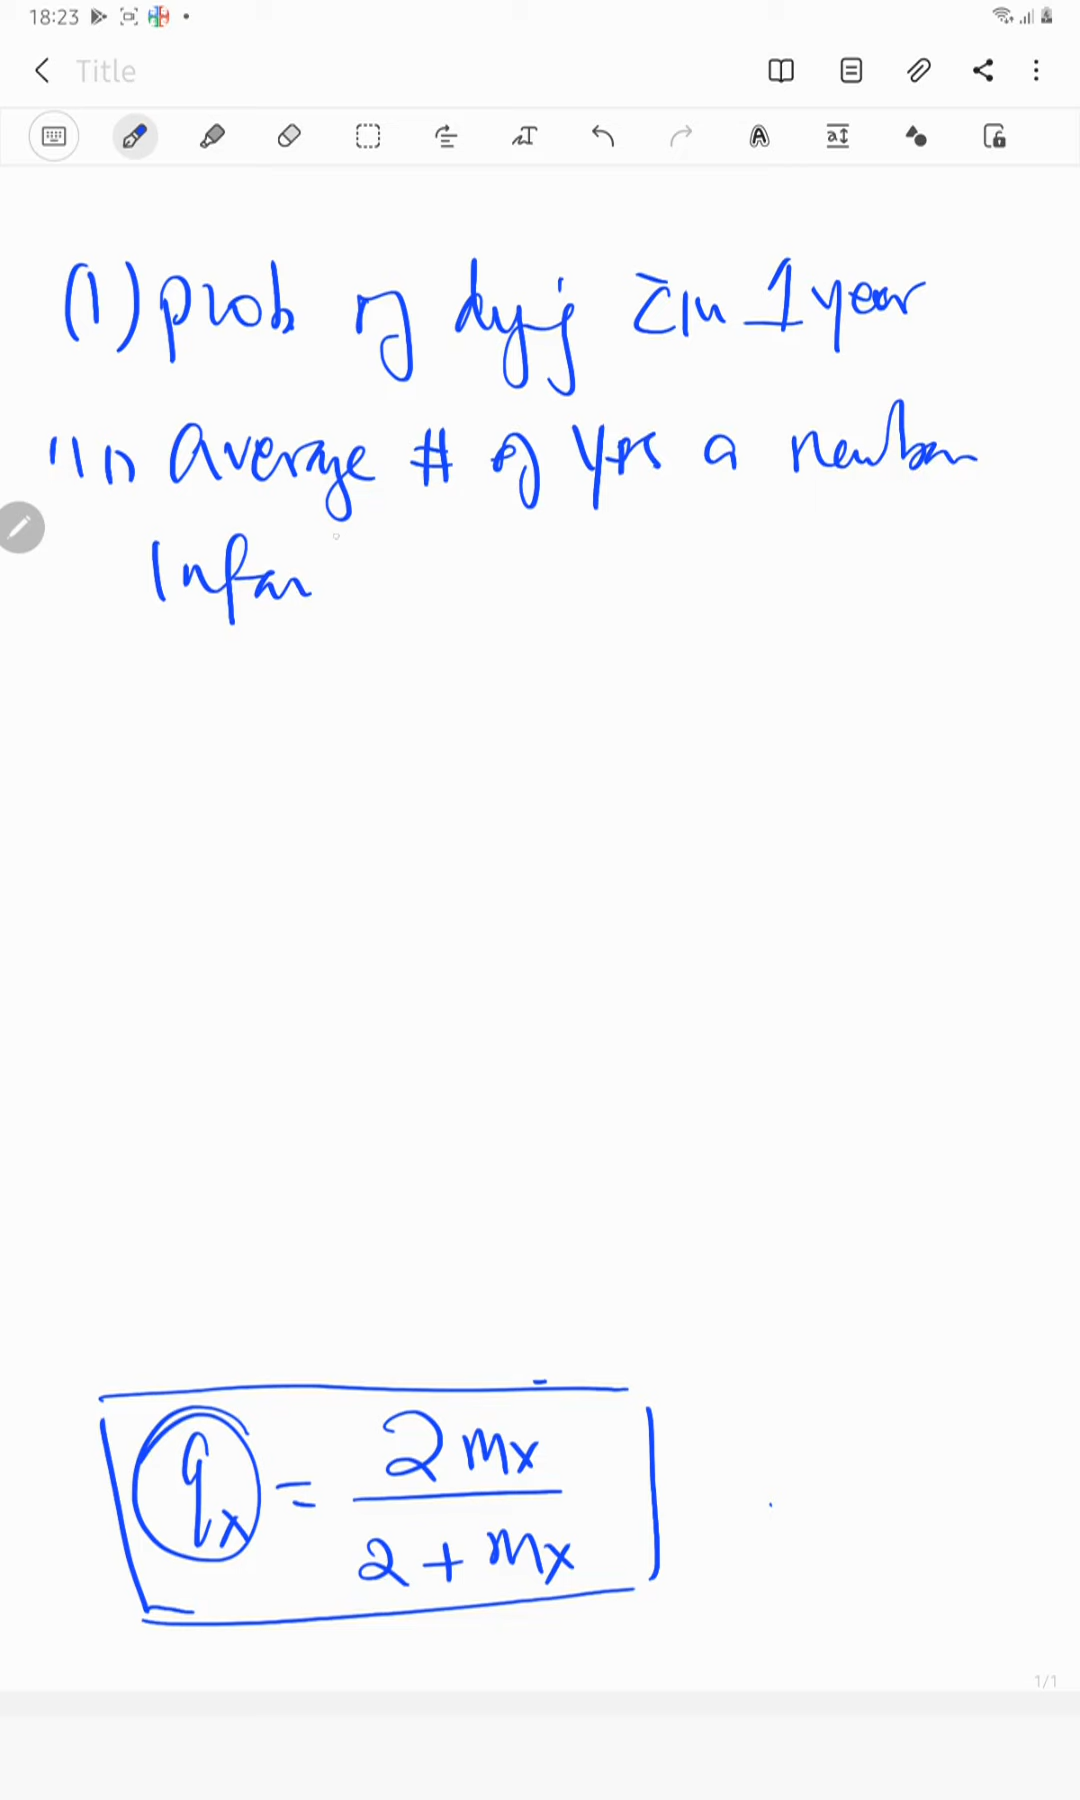 18:23
Title
(1) prob of dying z̄in 1 year
(11) Average # of yrs a newborn
Infan
qx = 2mx
2 + mx
1/1